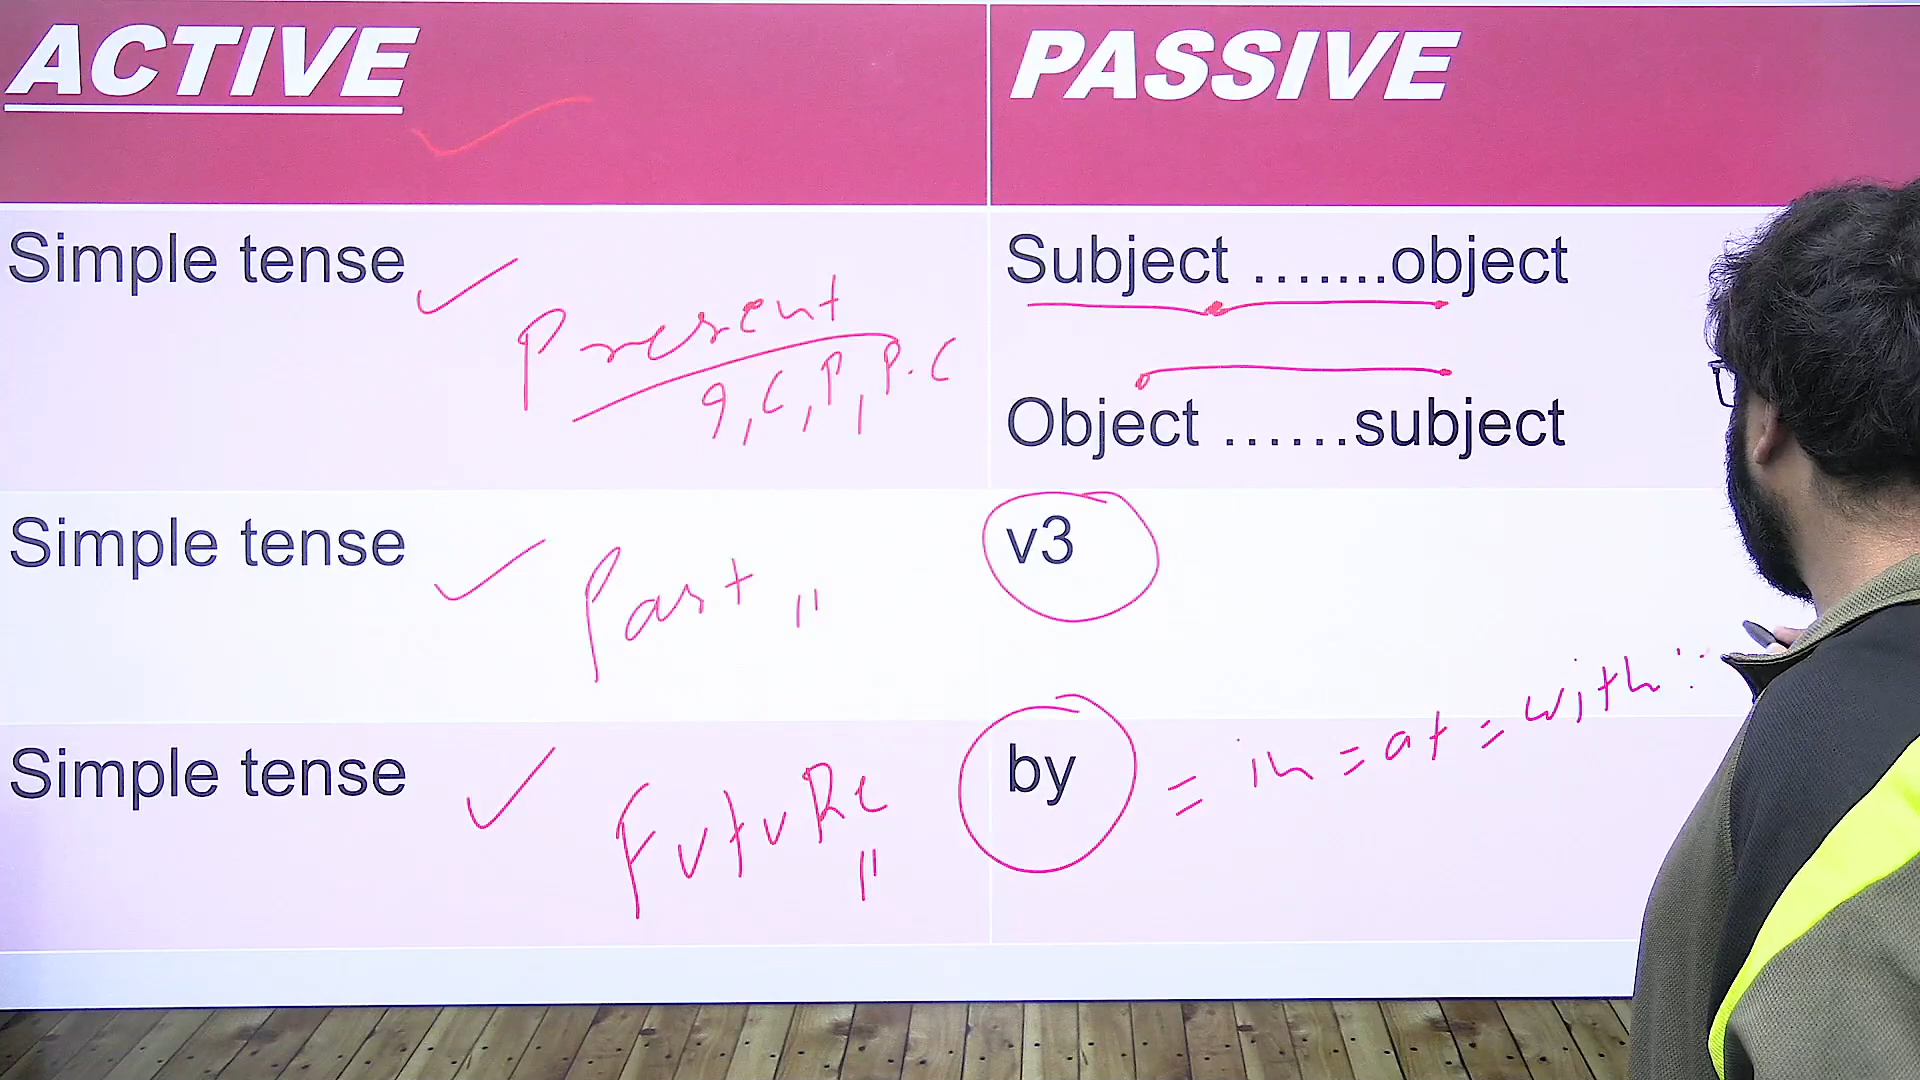 ACTIVE
PASSIVE
Simple tense
Present
9, C, P, P.C
Subject …....object
Object ……subject
Simple tense
Past "
v3
Simple tense
FutuRe
"
by = in = at = with